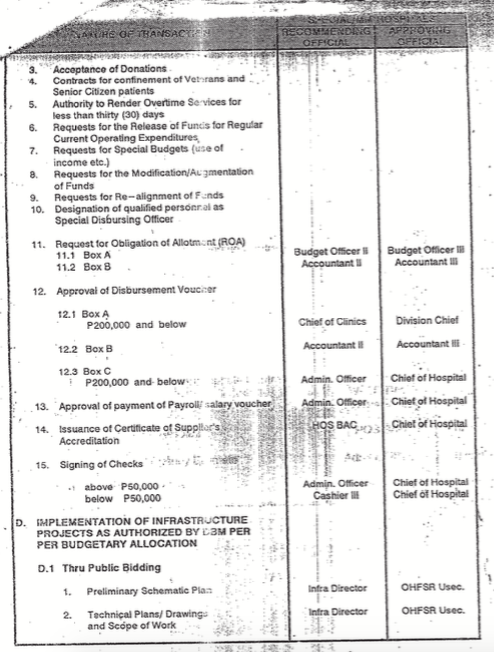 NATURE OF TRANSACTION
SPECIAL/ HOSPITALS
RECOMMENDING OFFICIAL
APPROVING OFFICIAL
3. Acceptance of Donations
4. Contracts for confinement of Veterans and
Senior Citizen patients
5. Authority to Render Overtime Services for
less than thirty (30) days
6. Requests for the Release of Funds for Regular
Current Operating Expenditures
7. Requests for Special Budgets (use of
income etc.)
8. Requests for the Modification/Augmentation
of Funds
9. Requests for Re-alignment of Funds
10. Designation of qualified personnel as
Special Disbursing Officer
11. Request for Obligation of Allotment (ROA)
11.1 Box A Budget Officer II Budget Officer III
11.2 Box B Accountant II Accountant III
12. Approval of Disbursement Voucher
12.1 Box A
P200,000 and below Chief of Clinics Division Chief
12.2 Box B Accountant II Accountant III
12.3 Box C
P200,000 and below Admin. Officer Chief of Hospital
13. Approval of payment of Payroll/ salary voucher Admin. Officer Chief of Hospital
14. Issuance of Certificate of Supplier's HOS BAC Chief of Hospital
Accreditation
15. Signing of Checks
above P50,000 Admin. Officer Chief of Hospital
below P50,000 Cashier III Chief of Hospital
D. IMPLEMENTATION OF INFRASTRUCTURE
PROJECTS AS AUTHORIZED BY DBM PER
PER BUDGETARY ALLOCATION
D.1 Thru Public Bidding
1. Preliminary Schematic Plan Infra Director OHFSR Usec.
2. Technical Plans/ Drawings Infra Director OHFSR Usec.
and Scope of Work